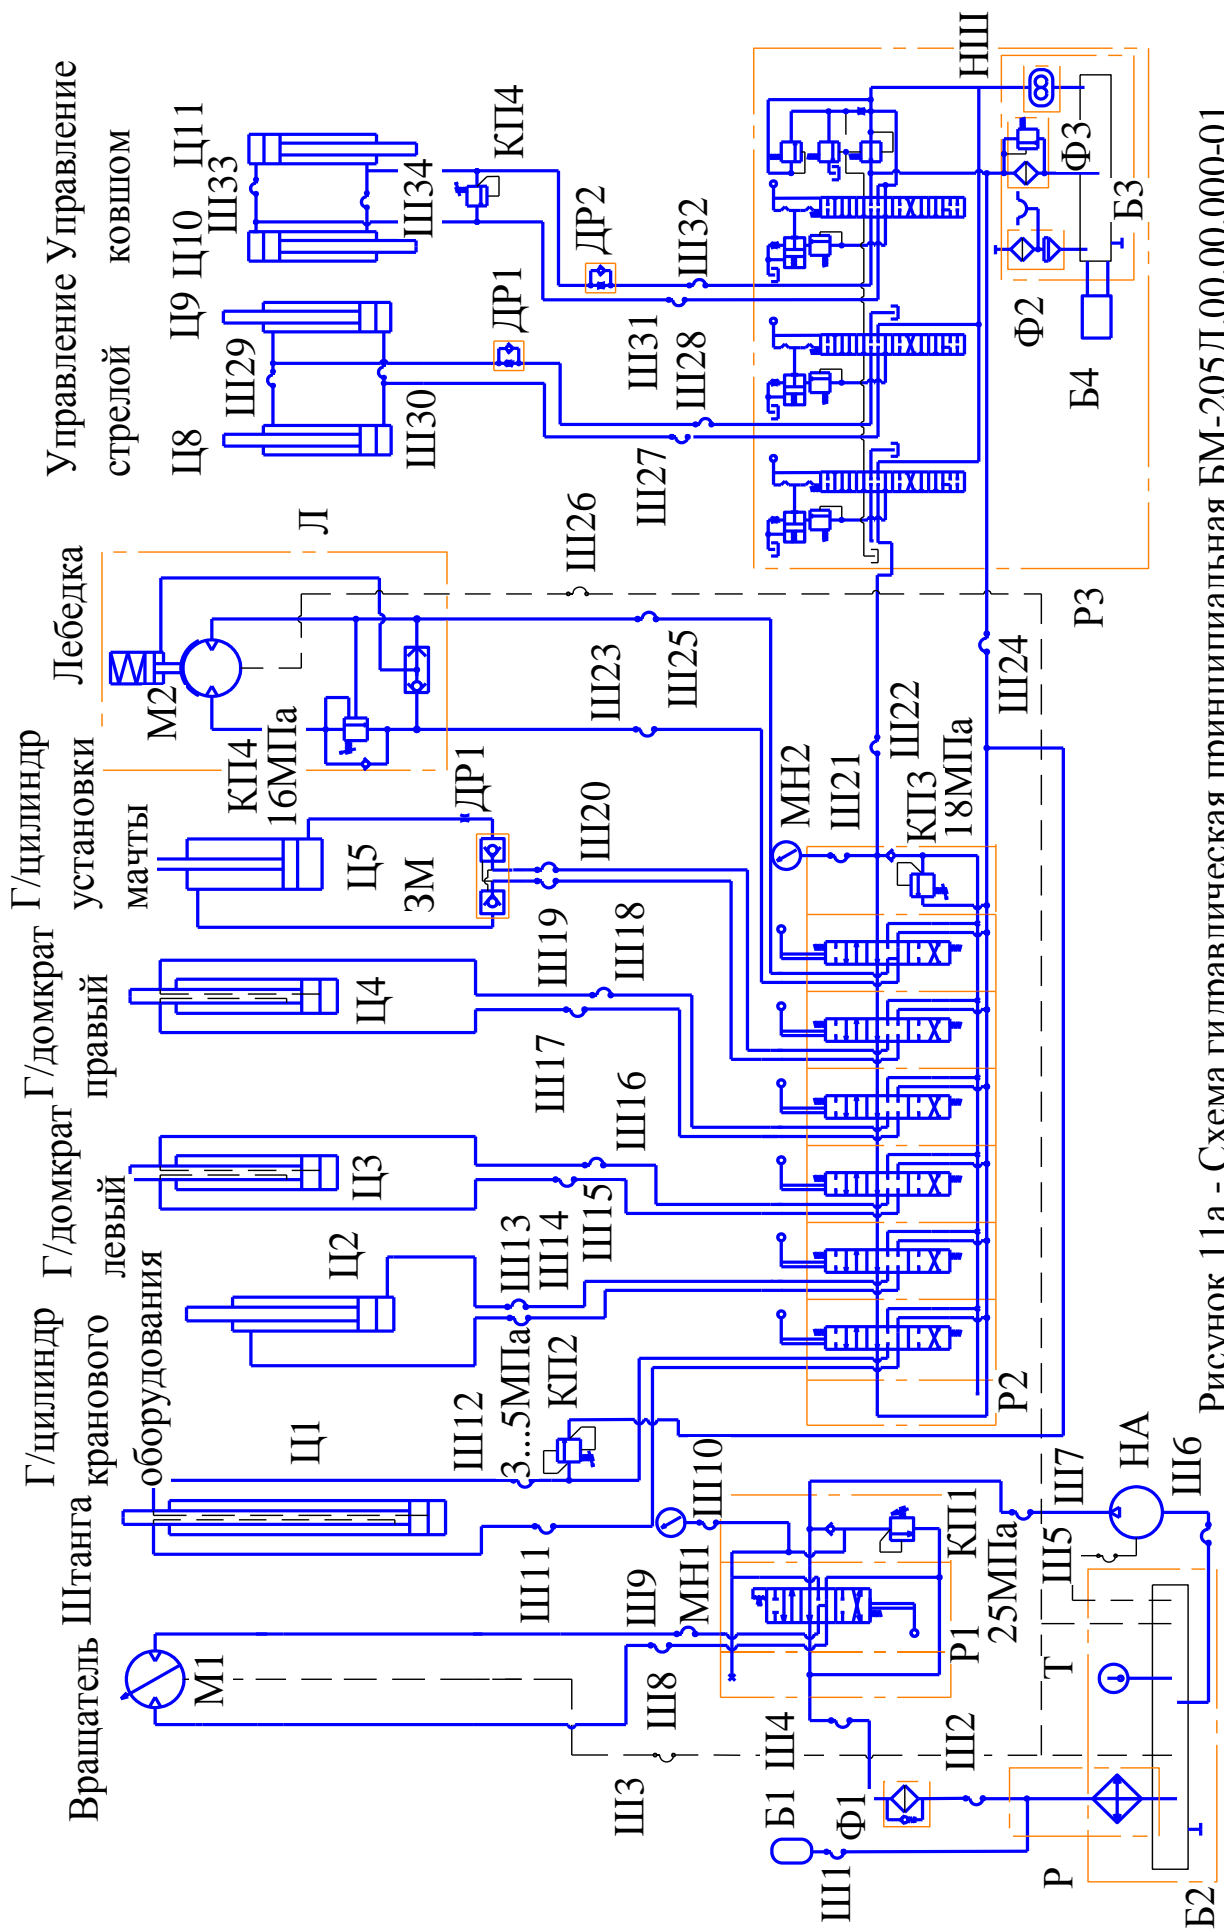 Вращатель
Штанга
Г/цилиндр
кранового
оборудования
Г/домкрат
левый
Г/домкрат
правый
Г/цилиндр
установки
мачты
Лебедка
Управление
стрелой
Управление
ковшом
М1
Ц1
Ц2
Ц3
Ц4
Ц5
ЗМ
ДР1
М2
КП4
16МПа
Л
Ц8
Ц9
Ш29
Ш30
Ц10
Ц11
Ш33
Ш34
КП4
ДР1
ДР2
Ш3
Ш8
Ш9
МН1
Ш10
Ш11
Ш12
3...5МПа
КП2
Ш13
Ш14
Ш15
Ш16
Ш17
Ш18
Ш19
Ш20
Ш23
Ш25
Ш26
Ш27
Ш28
Ш31
Ш32
Ш1
Б1
Ш4
Ф1
Ш2
Р1
КП1
25МПа
Р2
МН2
Ш21
КП3
18МПа
Ш22
Ш24
Р3
НШ
Б4
Ф2
Ф3
Б3
Б2
Р
Т
Ш5
Ш7
НА
Ш6
Рисунок 11а - Схема гидравлическая принципиальная БМ-205Д.00.00.000-01